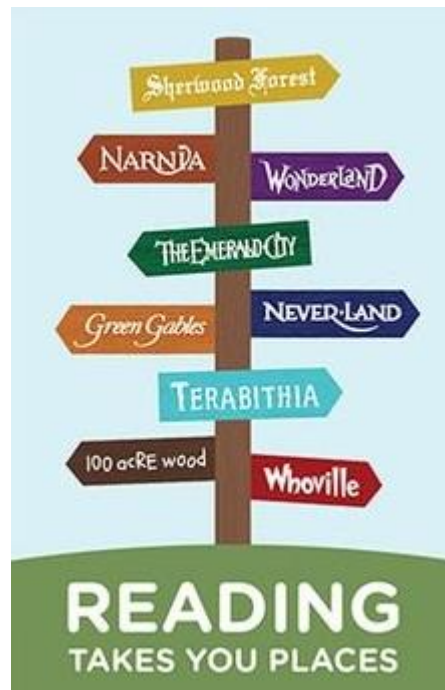 Sherwood Forest
NARNIA
WONDERLAND
THE EMERALD CITY
Green Gables
NEVER·LAND
TERABITHIA
100 acRE wood
Whoville
READING
TAKES YOU PLACES